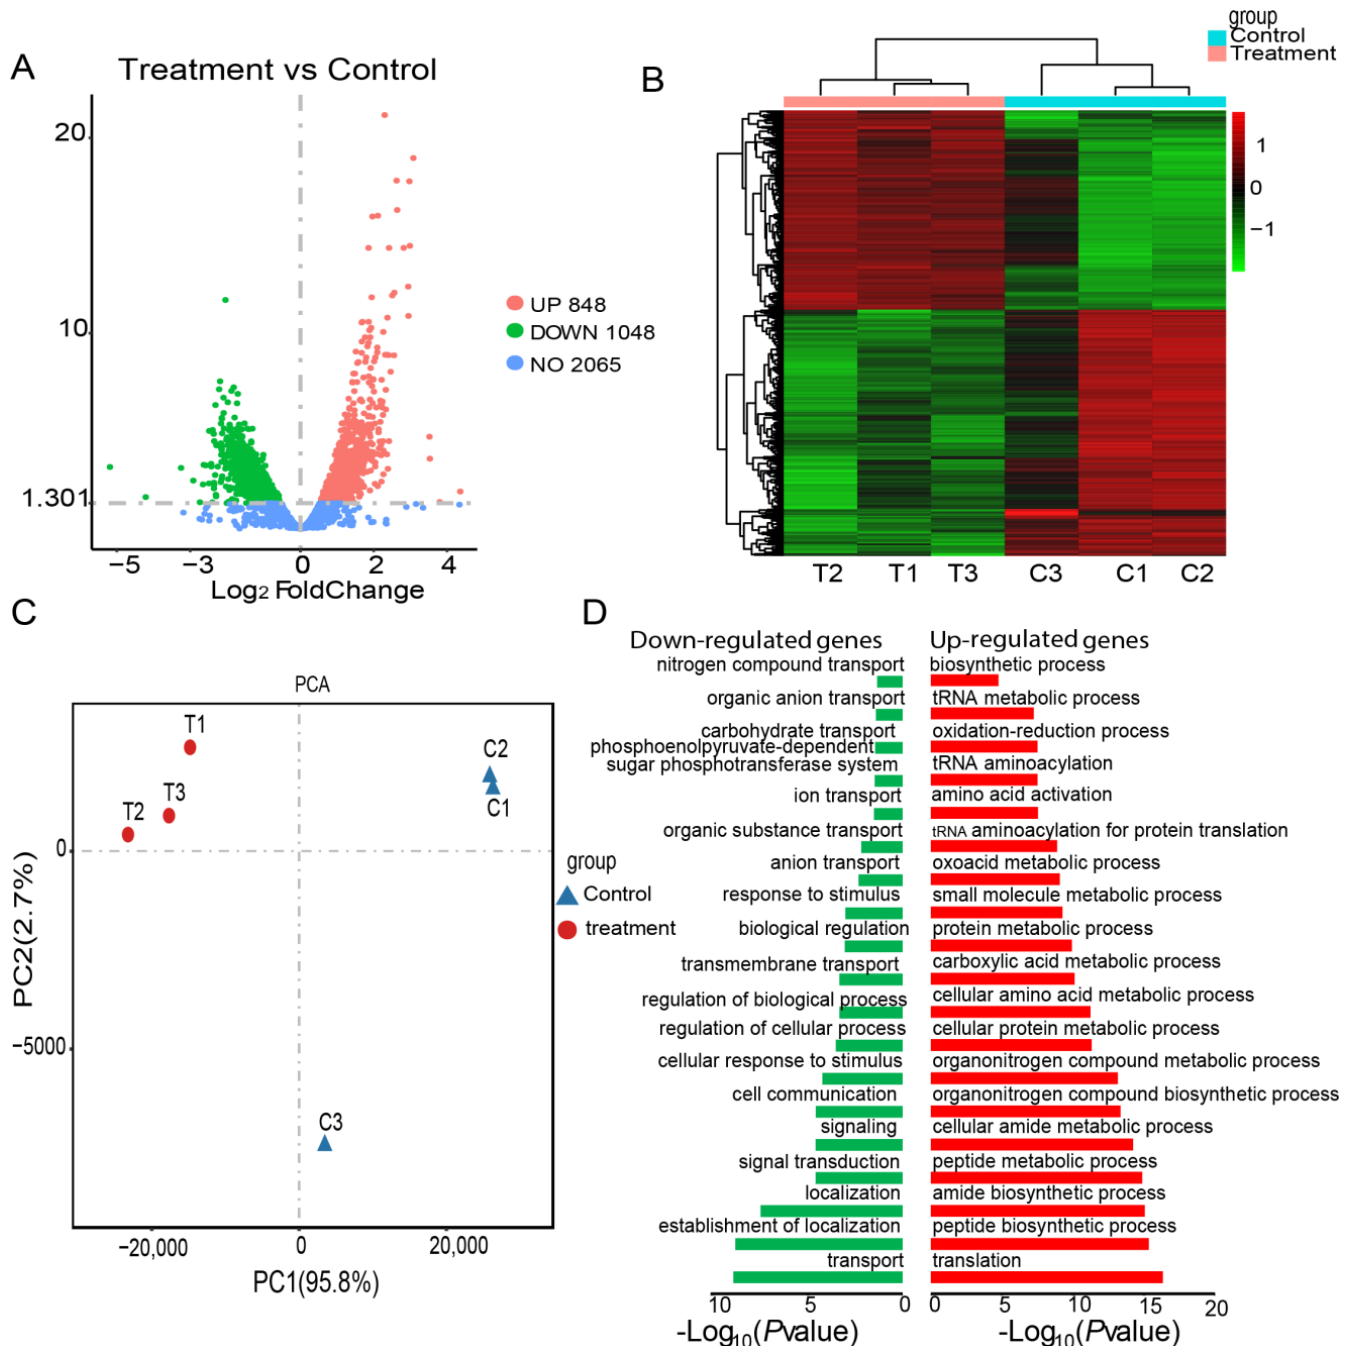 A
Treatment vs Control
20
10
1.301
−5
−3
0
2
4
Log2 FoldChange
UP 848
DOWN 1048
NO 2065
B
group
Control
Treatment
1
0
−1
T2
T1
T3
C3
C1
C2
C
PCA
T1
T3
T2
C2
C1
C3
0
−5000
PC2(2.7%)
−20,000
0
20,000
PC1(95.8%)
group
Control
treatment
D
Down-regulated genes
nitrogen compound transport
organic anion transport
carbohydrate transport
phosphoenolpyruvate-dependent
sugar phosphotransferase system
ion transport
organic substance transport
anion transport
response to stimulus
biological regulation
transmembrane transport
regulation of biological process
regulation of cellular process
cellular response to stimulus
cell communication
signaling
signal transduction
localization
establishment of localization
transport
10
5
0
-Log10(Pvalue)
Up-regulated genes
biosynthetic process
tRNA metabolic process
oxidation-reduction process
tRNA aminoacylation
amino acid activation
tRNA aminoacylation for protein translation
oxoacid metabolic process
small molecule metabolic process
protein metabolic process
carboxylic acid metabolic process
cellular amino acid metabolic process
cellular protein metabolic process
organonitrogen compound metabolic process
organonitrogen compound biosynthetic process
cellular amide metabolic process
peptide metabolic process
amide biosynthetic process
peptide biosynthetic process
translation
0
5
10
15
20
-Log10(Pvalue)